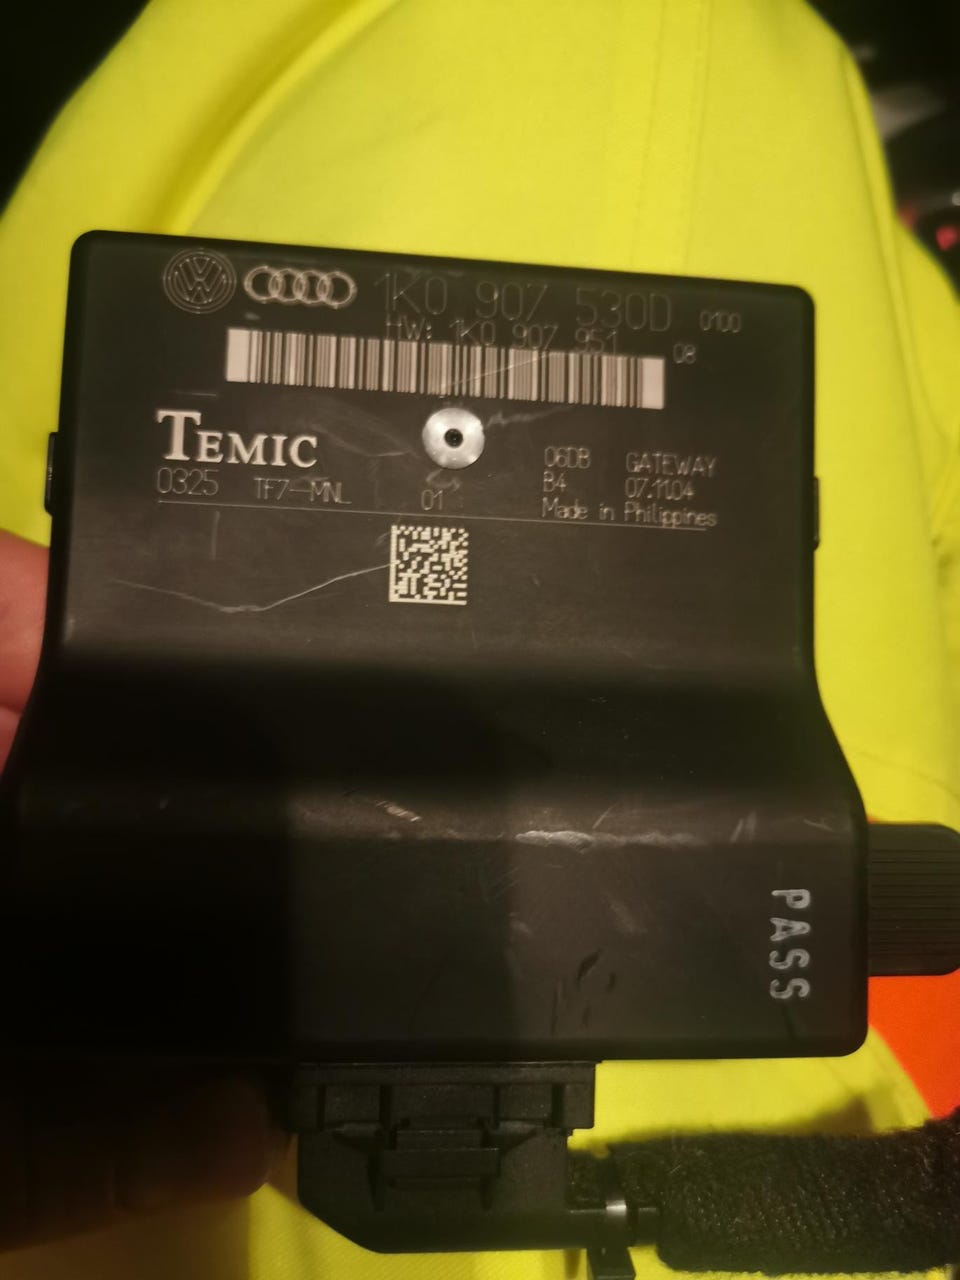 1K0 907 530D 0100
HW: 1K0 907 951 08
TEMIC
0325 TF7-MNL 01
06DB GATEWAY
B4 07.11.04
Made in Philippines
PASS